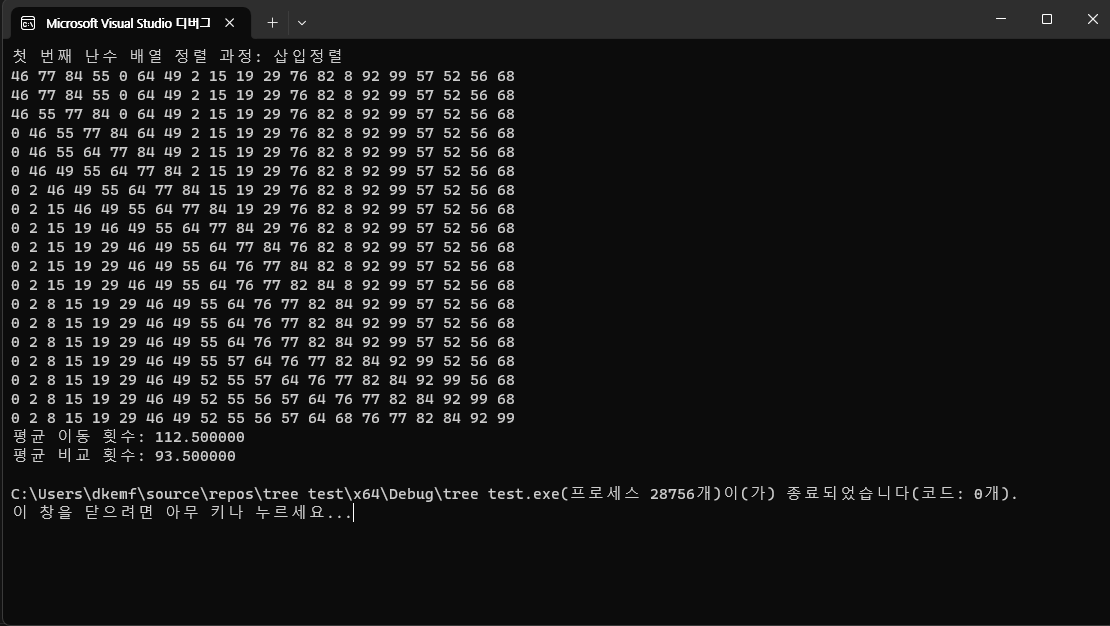 Microsoft Visual Studio 디버그
첫 번째 난수 배열 정렬 과정: 삽입정렬
46 77 84 55 0 64 49 2 15 19 29 76 82 8 92 99 57 52 56 68
46 77 84 55 0 64 49 2 15 19 29 76 82 8 92 99 57 52 56 68
46 55 77 84 0 64 49 2 15 19 29 76 82 8 92 99 57 52 56 68
0 46 55 77 84 64 49 2 15 19 29 76 82 8 92 99 57 52 56 68
0 46 55 64 77 84 49 2 15 19 29 76 82 8 92 99 57 52 56 68
0 46 49 55 64 77 84 2 15 19 29 76 82 8 92 99 57 52 56 68
0 2 46 49 55 64 77 84 15 19 29 76 82 8 92 99 57 52 56 68
0 2 15 46 49 55 64 77 84 19 29 76 82 8 92 99 57 52 56 68
0 2 15 19 46 49 55 64 77 84 29 76 82 8 92 99 57 52 56 68
0 2 15 19 29 46 49 55 64 77 84 76 82 8 92 99 57 52 56 68
0 2 15 19 29 46 49 55 64 76 77 84 82 8 92 99 57 52 56 68
0 2 15 19 29 46 49 55 64 76 77 82 84 8 92 99 57 52 56 68
0 2 8 15 19 29 46 49 55 64 76 77 82 84 92 99 57 52 56 68
0 2 8 15 19 29 46 49 55 64 76 77 82 84 92 99 57 52 56 68
0 2 8 15 19 29 46 49 55 64 76 77 82 84 92 99 57 52 56 68
0 2 8 15 19 29 46 49 55 57 64 76 77 82 84 92 99 52 56 68
0 2 8 15 19 29 46 49 52 55 57 64 76 77 82 84 92 99 56 68
0 2 8 15 19 29 46 49 52 55 56 57 64 76 77 82 84 92 99 68
0 2 8 15 19 29 46 49 52 55 56 57 64 68 76 77 82 84 92 99
평균 이동 횟수: 112.500000
평균 비교 횟수: 93.500000
C:\Users\dkemf\source\repos\tree test\x64\Debug\tree test.exe(프로세스 28756개)이(가) 종료되었습니다(코드: 0개).
이 창을 닫으려면 아무 키나 누르세요...